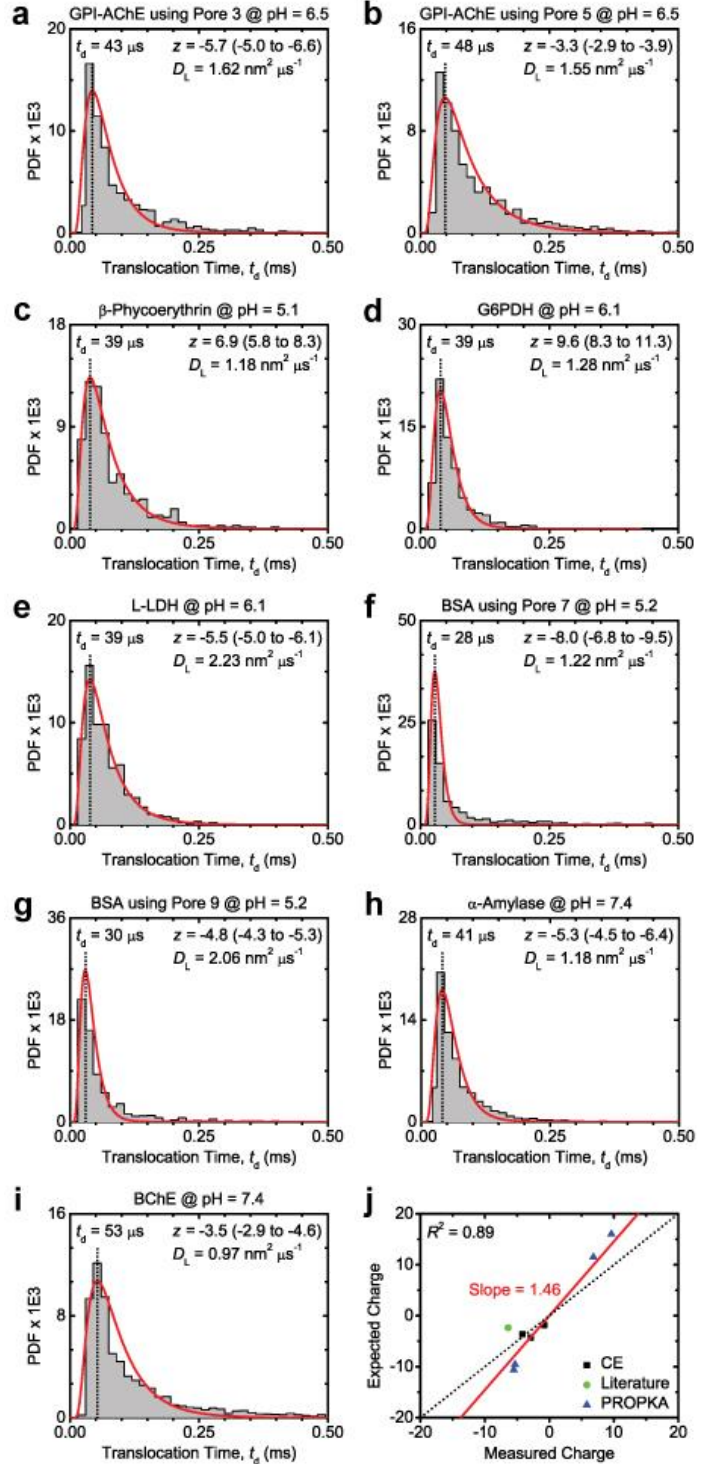 a
GPI-AChE using Pore 3 @ pH = 6.5
20
t_d = 43 µs
z = -5.7 (-5.0 to -6.6)
D_L = 1.62 nm² µs⁻¹
PDF x 1E3
10
0
0.00
0.25
0.50
Translocation Time, t_d (ms)
b
GPI-AChE using Pore 5 @ pH = 6.5
16
t_d = 48 µs
z = -3.3 (-2.9 to -3.9)
D_L = 1.55 nm² µs⁻¹
PDF x 1E3
8
0
0.00
0.25
0.50
Translocation Time, t_d (ms)
c
β-Phycoerythrin @ pH = 5.1
18
t_d = 39 µs
z = 6.9 (5.8 to 8.3)
D_L = 1.18 nm² µs⁻¹
PDF x 1E3
9
0
0.00
0.25
0.50
Translocation Time, t_d (ms)
d
G6PDH @ pH = 6.1
30
t_d = 39 µs
z = 9.6 (8.3 to 11.3)
D_L = 1.28 nm² µs⁻¹
PDF x 1E3
15
0
0.00
0.25
0.50
Translocation Time, t_d (ms)
e
L-LDH @ pH = 6.1
20
t_d = 39 µs
z = -5.5 (-5.0 to -6.1)
D_L = 2.23 nm² µs⁻¹
PDF x 1E3
10
0
0.00
0.25
0.50
Translocation Time, t_d (ms)
f
BSA using Pore 7 @ pH = 5.2
50
t_d = 28 µs
z = -8.0 (-6.8 to -9.5)
D_L = 1.22 nm² µs⁻¹
PDF x 1E3
25
0
0.00
0.25
0.50
Translocation Time, t_d (ms)
g
BSA using Pore 9 @ pH = 5.2
36
t_d = 30 µs
z = -4.8 (-4.3 to -5.3)
D_L = 2.06 nm² µs⁻¹
PDF x 1E3
18
0
0.00
0.25
0.50
Translocation Time, t_d (ms)
h
α-Amylase @ pH = 7.4
28
t_d = 41 µs
z = -5.3 (-4.5 to -6.4)
D_L = 1.18 nm² µs⁻¹
PDF x 1E3
14
0
0.00
0.25
0.50
Translocation Time, t_d (ms)
i
BChE @ pH = 7.4
16
t_d = 53 µs
z = -3.5 (-2.9 to -4.6)
D_L = 0.97 nm² µs⁻¹
PDF x 1E3
8
0
0.00
0.25
0.50
Translocation Time, t_d (ms)
j
20
R² = 0.89
10
Slope = 1.46
Expected Charge
0
CE
-10
Literature
PROPKA
-20
-20
-10
0
10
20
Measured Charge